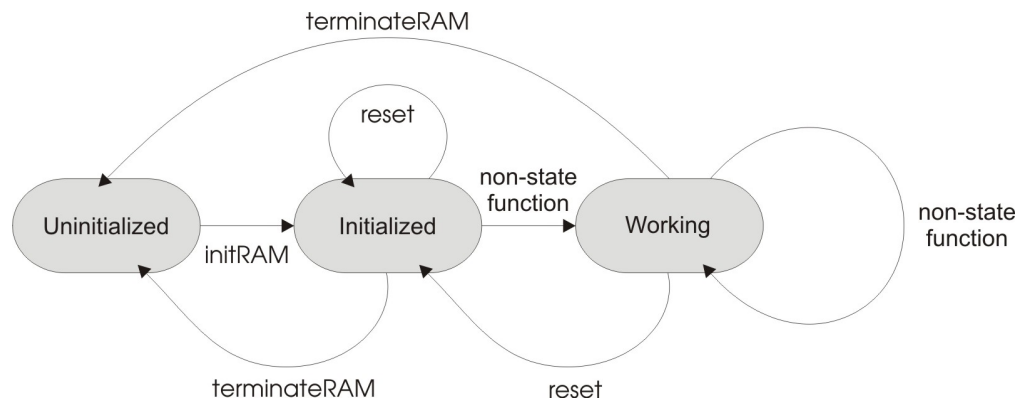 terminateRAM
reset
non-state
function
Uninitialized
Initialized
Working
non-state
function
initRAM
terminateRAM
reset